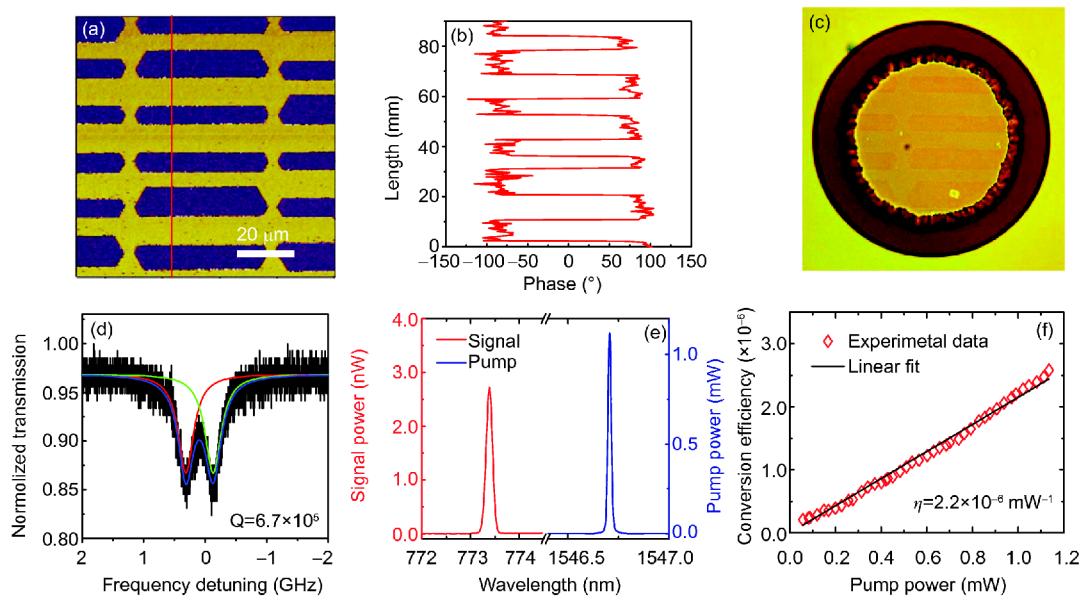 (a)
20 μm
(b)
80
60
40
20
0
Length (mm)
−150
−100
−50
0
50
100
150
Phase (°)
(c)
(d)
1.00
0.95
0.90
0.85
0.80
Normolized transmission
Q=6.7×10⁵
2
1
0
−1
−2
Frequency detuning (GHz)
(e)
Signal
Pump
4.0
3.0
2.0
1.0
0.0
Signal power (nW)
1.0
0.5
0.0
Pump power (mW)
772
773
774
1546.5
1547.0
Wavelength (nm)
(f)
Experimetal data
Linear fit
3.0
2.0
1.0
0.0
Conversion efficiency (×10⁻⁶)
η=2.2×10⁻⁶ mW⁻¹
0.0
0.2
0.4
0.6
0.8
1.0
1.2
Pump power (mW)